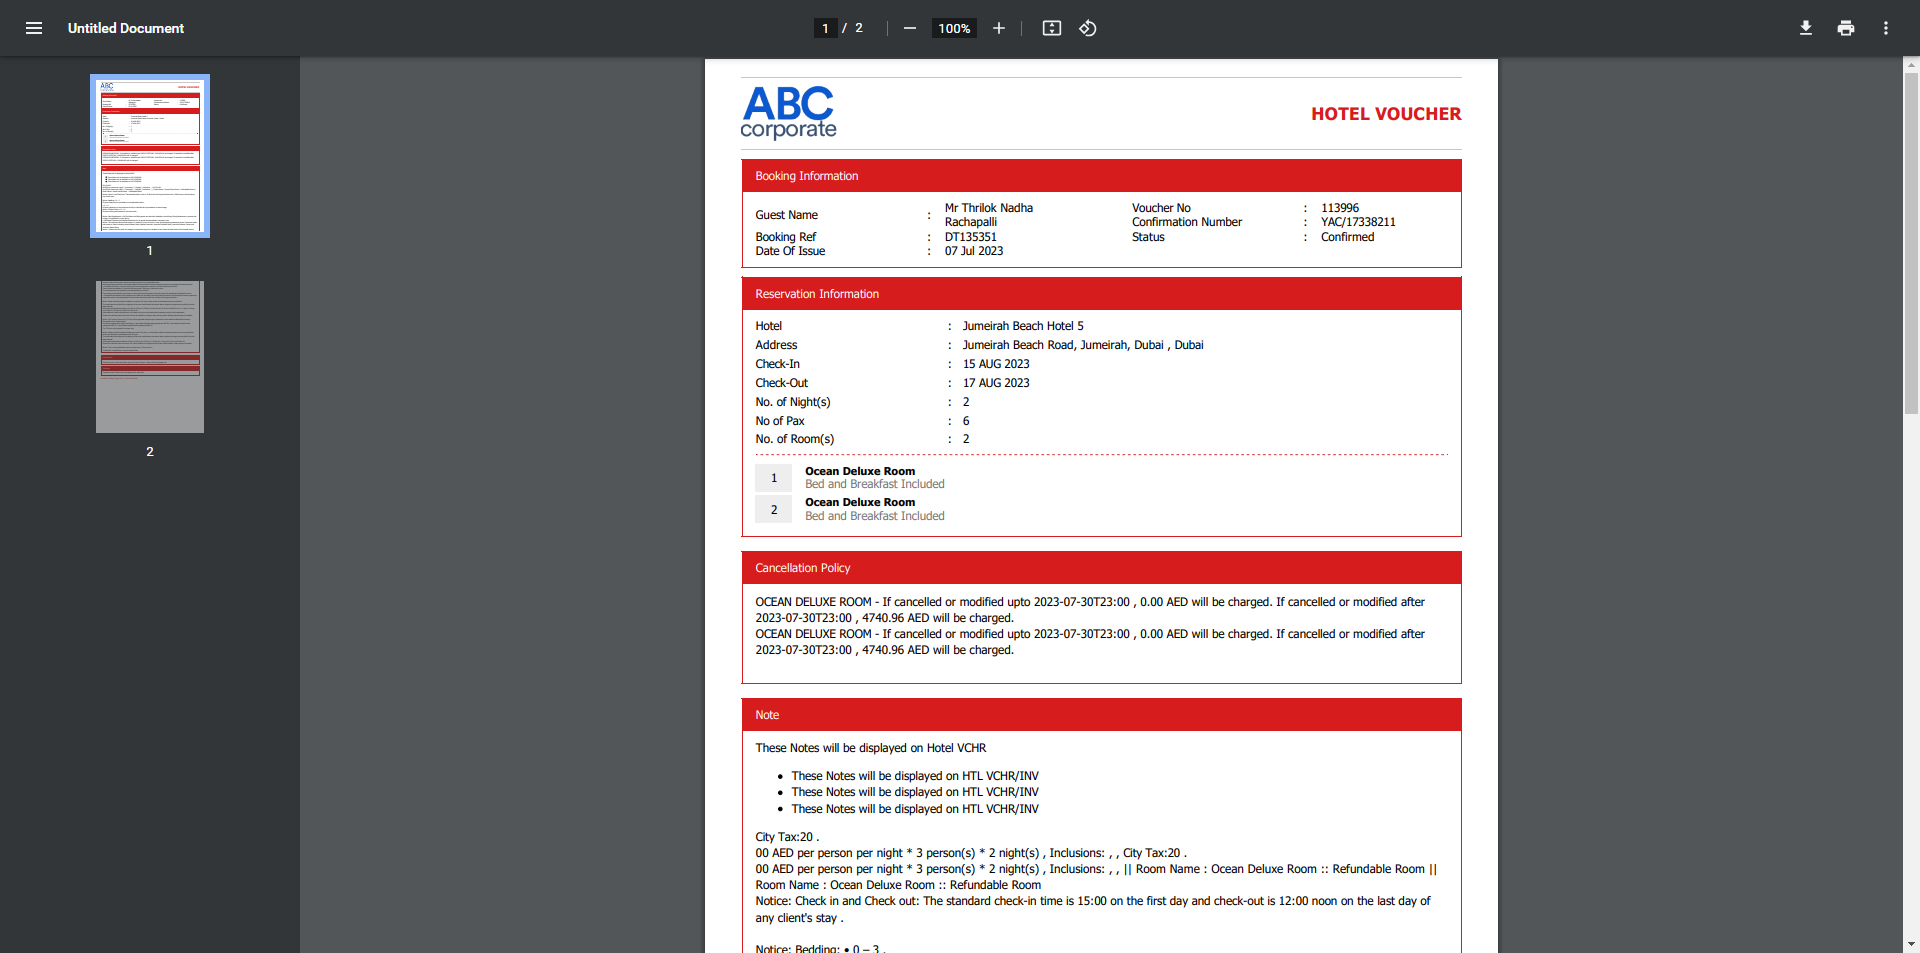 Untitled Document
1 / 2
100%
1
2
ABC
corporate
HOTEL VOUCHER
Booking Information
Guest Name : Mr Thrilok Nadha Rachapalli
Booking Ref : DT135351
Date Of Issue : 07 Jul 2023
Voucher No : 113996
Confirmation Number : YAC/17338211
Status : Confirmed
Reservation Information
Hotel : Jumeirah Beach Hotel 5
Address : Jumeirah Beach Road, Jumeirah, Dubai , Dubai
Check-In : 15 AUG 2023
Check-Out : 17 AUG 2023
No. of Night(s) : 2
No of Pax : 6
No. of Room(s) : 2
1 Ocean Deluxe Room
Bed and Breakfast Included
2 Ocean Deluxe Room
Bed and Breakfast Included
Cancellation Policy
OCEAN DELUXE ROOM - If cancelled or modified upto 2023-07-30T23:00 , 0.00 AED will be charged. If cancelled or modified after
2023-07-30T23:00 , 4740.96 AED will be charged.
OCEAN DELUXE ROOM - If cancelled or modified upto 2023-07-30T23:00 , 0.00 AED will be charged. If cancelled or modified after
2023-07-30T23:00 , 4740.96 AED will be charged.
Note
These Notes will be displayed on Hotel VCHR
• These Notes will be displayed on HTL VCHR/INV
• These Notes will be displayed on HTL VCHR/INV
• These Notes will be displayed on HTL VCHR/INV
City Tax:20 .
00 AED per person per night * 3 person(s) * 2 night(s) , Inclusions: , , City Tax:20 .
00 AED per person per night * 3 person(s) * 2 night(s) , Inclusions: , , || Room Name : Ocean Deluxe Room :: Refundable Room ||
Room Name : Ocean Deluxe Room :: Refundable Room
Notice: Check in and Check out: The standard check-in time is 15:00 on the first day and check-out is 12:00 noon on the last day of
any client's stay .
Notice: Bedding: • 0 – 3 .